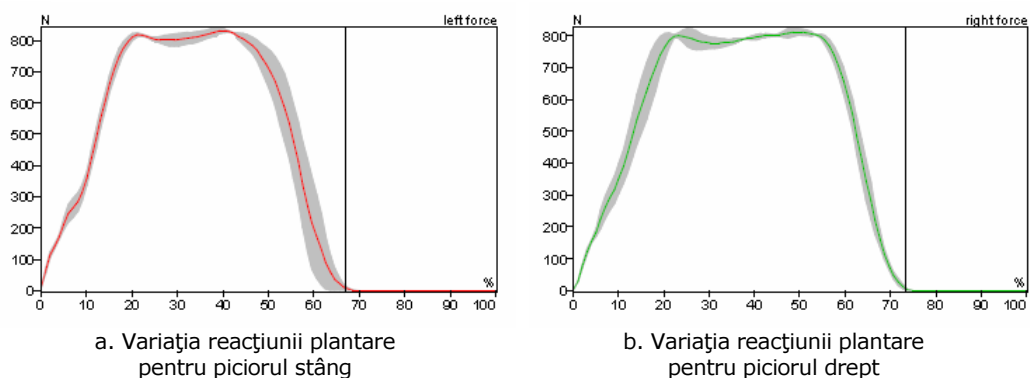 N
left force
800
700
600
500
400
300
200
100
0
%
0 10 20 30 40 50 60 70 80 90 100
a. Variaţia reacţiunii plantare
pentru piciorul stâng
N
right force
800
700
600
500
400
300
200
100
0
%
0 10 20 30 40 50 60 70 80 90 100
b. Variaţia reacţiunii plantare
pentru piciorul drept